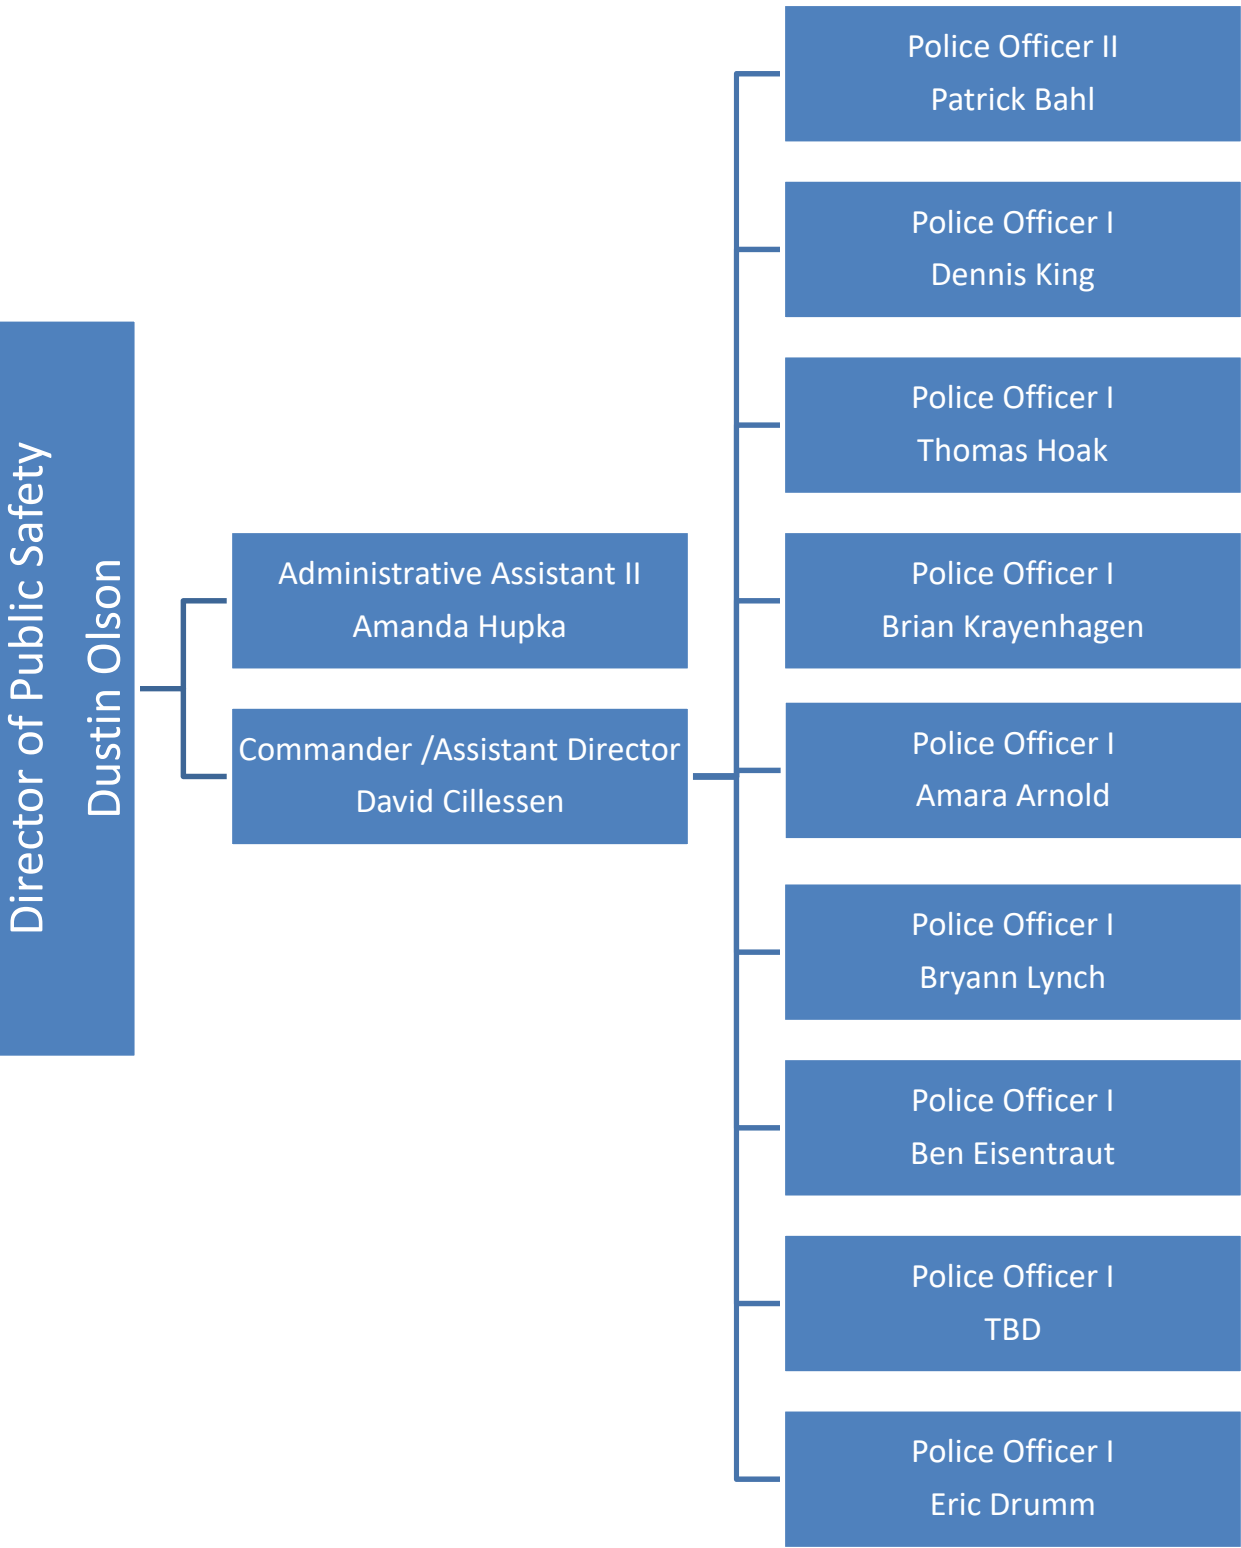 Director of Public Safety
Dustin Olson
Administrative Assistant II
Amanda Hupka
Commander /Assistant Director
David Cillessen
Police Officer II
Patrick Bahl
Police Officer I
Dennis King
Police Officer I
Thomas Hoak
Police Officer I
Brian Krayenhagen
Police Officer I
Amara Arnold
Police Officer I
Bryann Lynch
Police Officer I
Ben Eisentraut
Police Officer I
TBD
Police Officer I
Eric Drumm